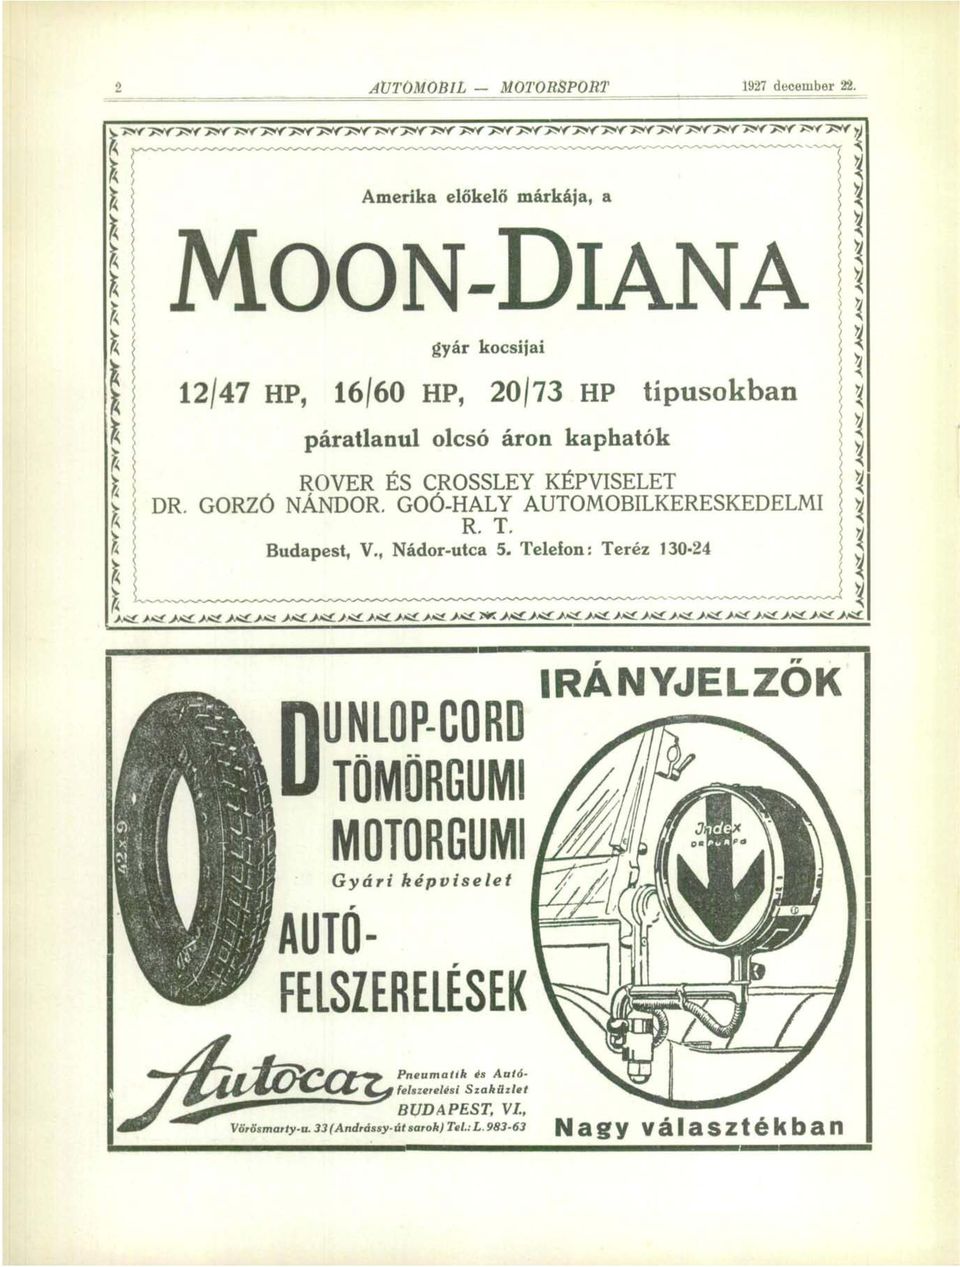 2 AUTOMOBIL — MOTORSPORT 1927 december 22.
Amerika előkelő márkája, a
MOON-DIANA
gyár kocsijai
12/47 HP, 16/60 HP, 20/73 HP tipusokban
páratlanul olcsó áron kaphatók
ROVER ÉS CROSSLEY KÉPVISELET
DR. GORZÓ NÁNDOR. GOÓ-HALY AUTOMOBILKERESKEDELMI
R. T.
Budapest, V., Nádor-utca 5. Telefon: Teréz 130-24
42 x 9
DUNLOP-CORD
TÖMÖRGUMI
MOTORGUMI
Gyári képviselet
AUTÓ-
FELSZERELÉSEK
Autocar
Pneumatik és Autó-
felszerelési Szaküzlet
BUDAPEST, VI.,
Vörösmarty-u. 33 (Andrássy-út sarok) Tel.: L. 983-63
IRÁNYJELZŐK
Index
Nagy választékban